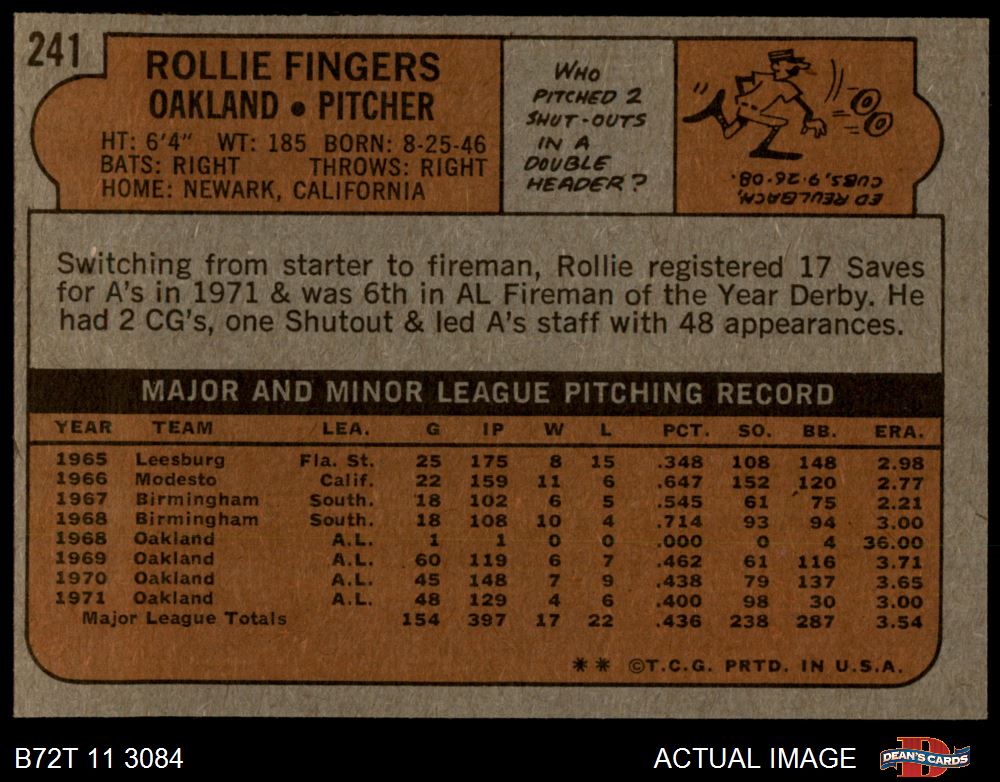 241
ROLLIE FINGERS
OAKLAND • PITCHER
HT: 6'4" WT: 185 BORN: 8-25-46
BATS: RIGHT THROWS: RIGHT
HOME: NEWARK, CALIFORNIA
WHO
PITCHED 2
SHUT-OUTS
IN A
DOUBLE
HEADER?
ED REULBACH,
CUBS, 9-26-08.
Switching from starter to fireman, Rollie registered 17 Saves
for A's in 1971 & was 6th in AL Fireman of the Year Derby. He
had 2 CG's, one Shutout & led A's staff with 48 appearances.
MAJOR AND MINOR LEAGUE PITCHING RECORD
YEAR TEAM LEA. G IP W L PCT. SO. BB. ERA.
1965 Leesburg Fla. St. 25 175 8 15 .348 108 148 2.98
1966 Modesto Calif. 22 159 11 6 .647 152 120 2.77
1967 Birmingham South. 18 102 6 5 .545 61 75 2.21
1968 Birmingham South. 18 108 10 4 .714 93 94 3.00
1968 Oakland A.L. 1 1 0 0 .000 0 4 36.00
1969 Oakland A.L. 60 119 6 7 .462 61 116 3.71
1970 Oakland A.L. 45 148 7 9 .438 79 137 3.65
1971 Oakland A.L. 48 129 4 6 .400 98 30 3.00
Major League Totals 154 397 17 22 .436 238 287 3.54
** ©T.C.G. PRTD. IN U.S.A.
B72T 11 3084
ACTUAL IMAGE
DEAN'S CARDS